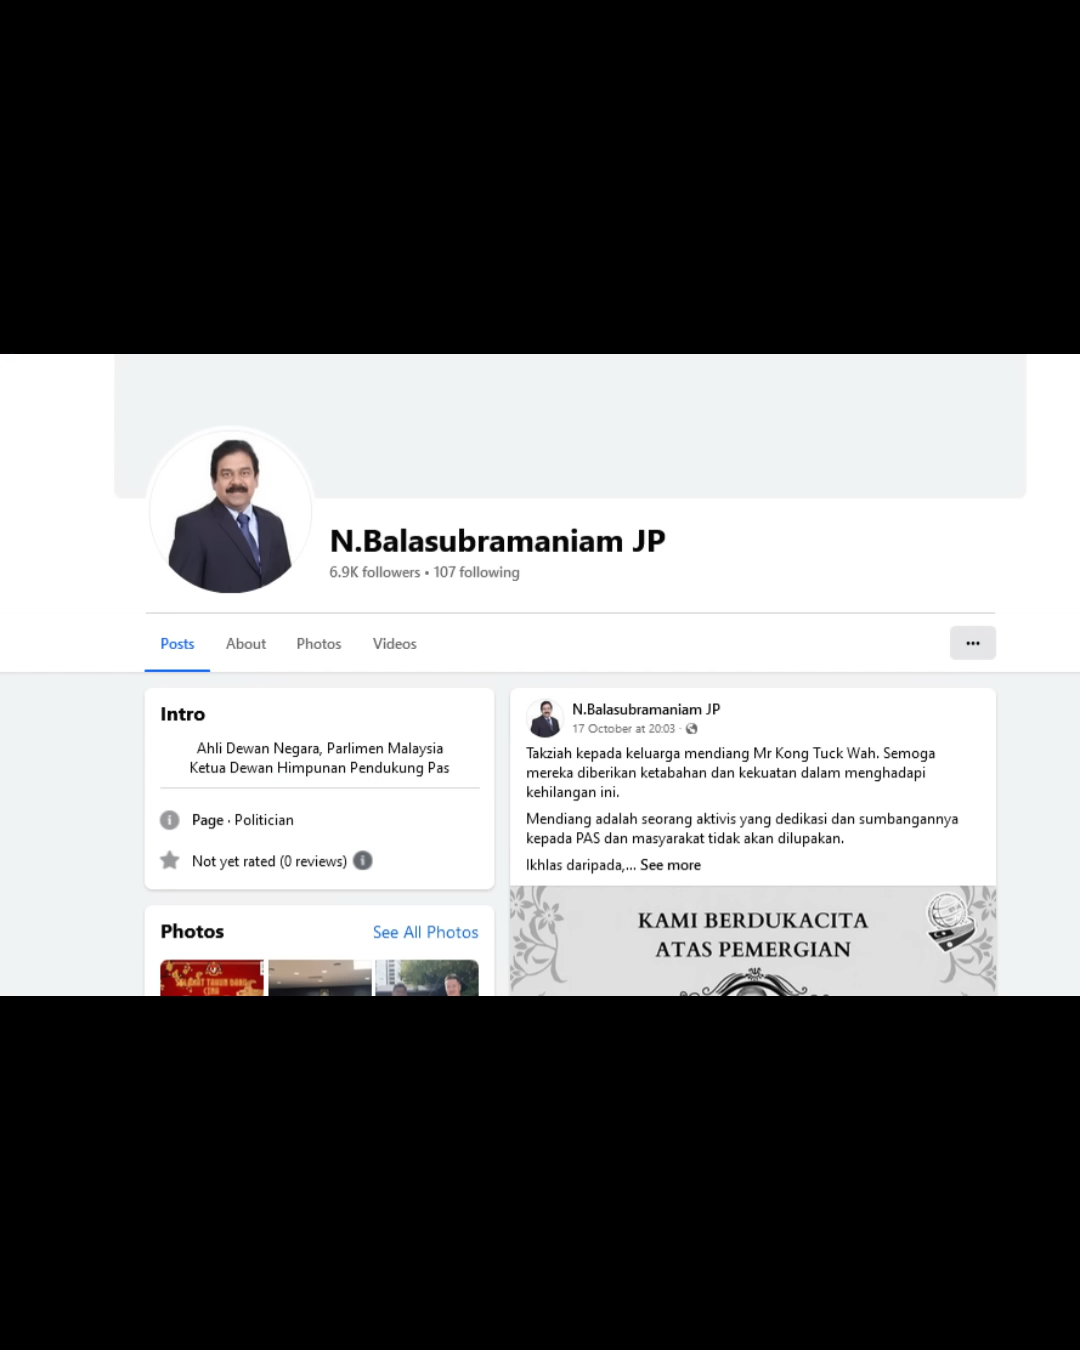 N.Balasubramaniam JP
6.9K followers • 107 following
Posts About Photos Videos
Intro
Ahli Dewan Negara, Parlimen Malaysia
Ketua Dewan Himpunan Pendukung Pas
Page · Politician
Not yet rated (0 reviews)
Photos
See All Photos
SELAMAT TAHUN BARU
CINA
N.Balasubramaniam JP
17 October at 20:03 ·
Takziah kepada keluarga mendiang Mr Kong Tuck Wah. Semoga
mereka diberikan ketabahan dan kekuatan dalam menghadapi
kehilangan ini.
Mendiang adalah seorang aktivis yang dedikasi dan sumbangannya
kepada PAS dan masyarakat tidak akan dilupakan.
Ikhlas daripada,... See more
KAMI BERDUKACITA
ATAS PEMERGIAN